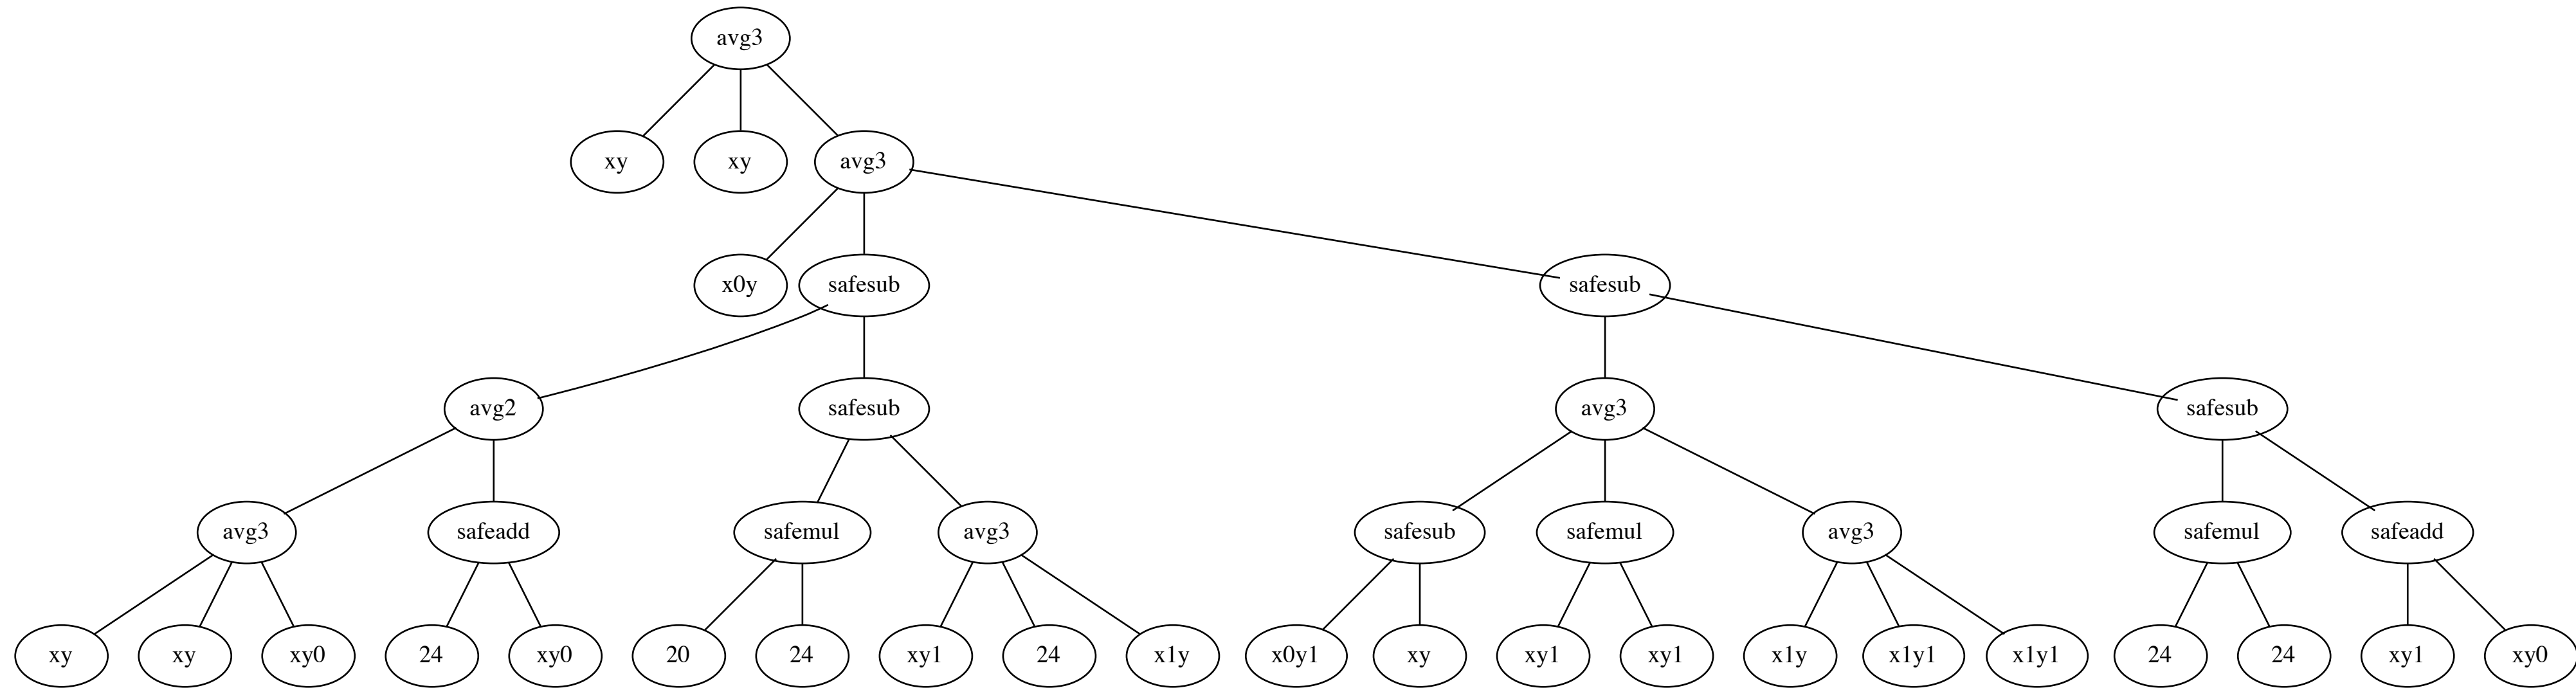 avg3
xy xy avg3
x0y safesub safesub
avg2 safesub avg3 safesub
avg3 safeadd safemul avg3 safesub safemul avg3 safemul safeadd
xy xy xy0 24 xy0 20 24 xy1 24 x1y x0y1 xy xy1 xy1 x1y x1y1 x1y1 24 24 xy1 xy0